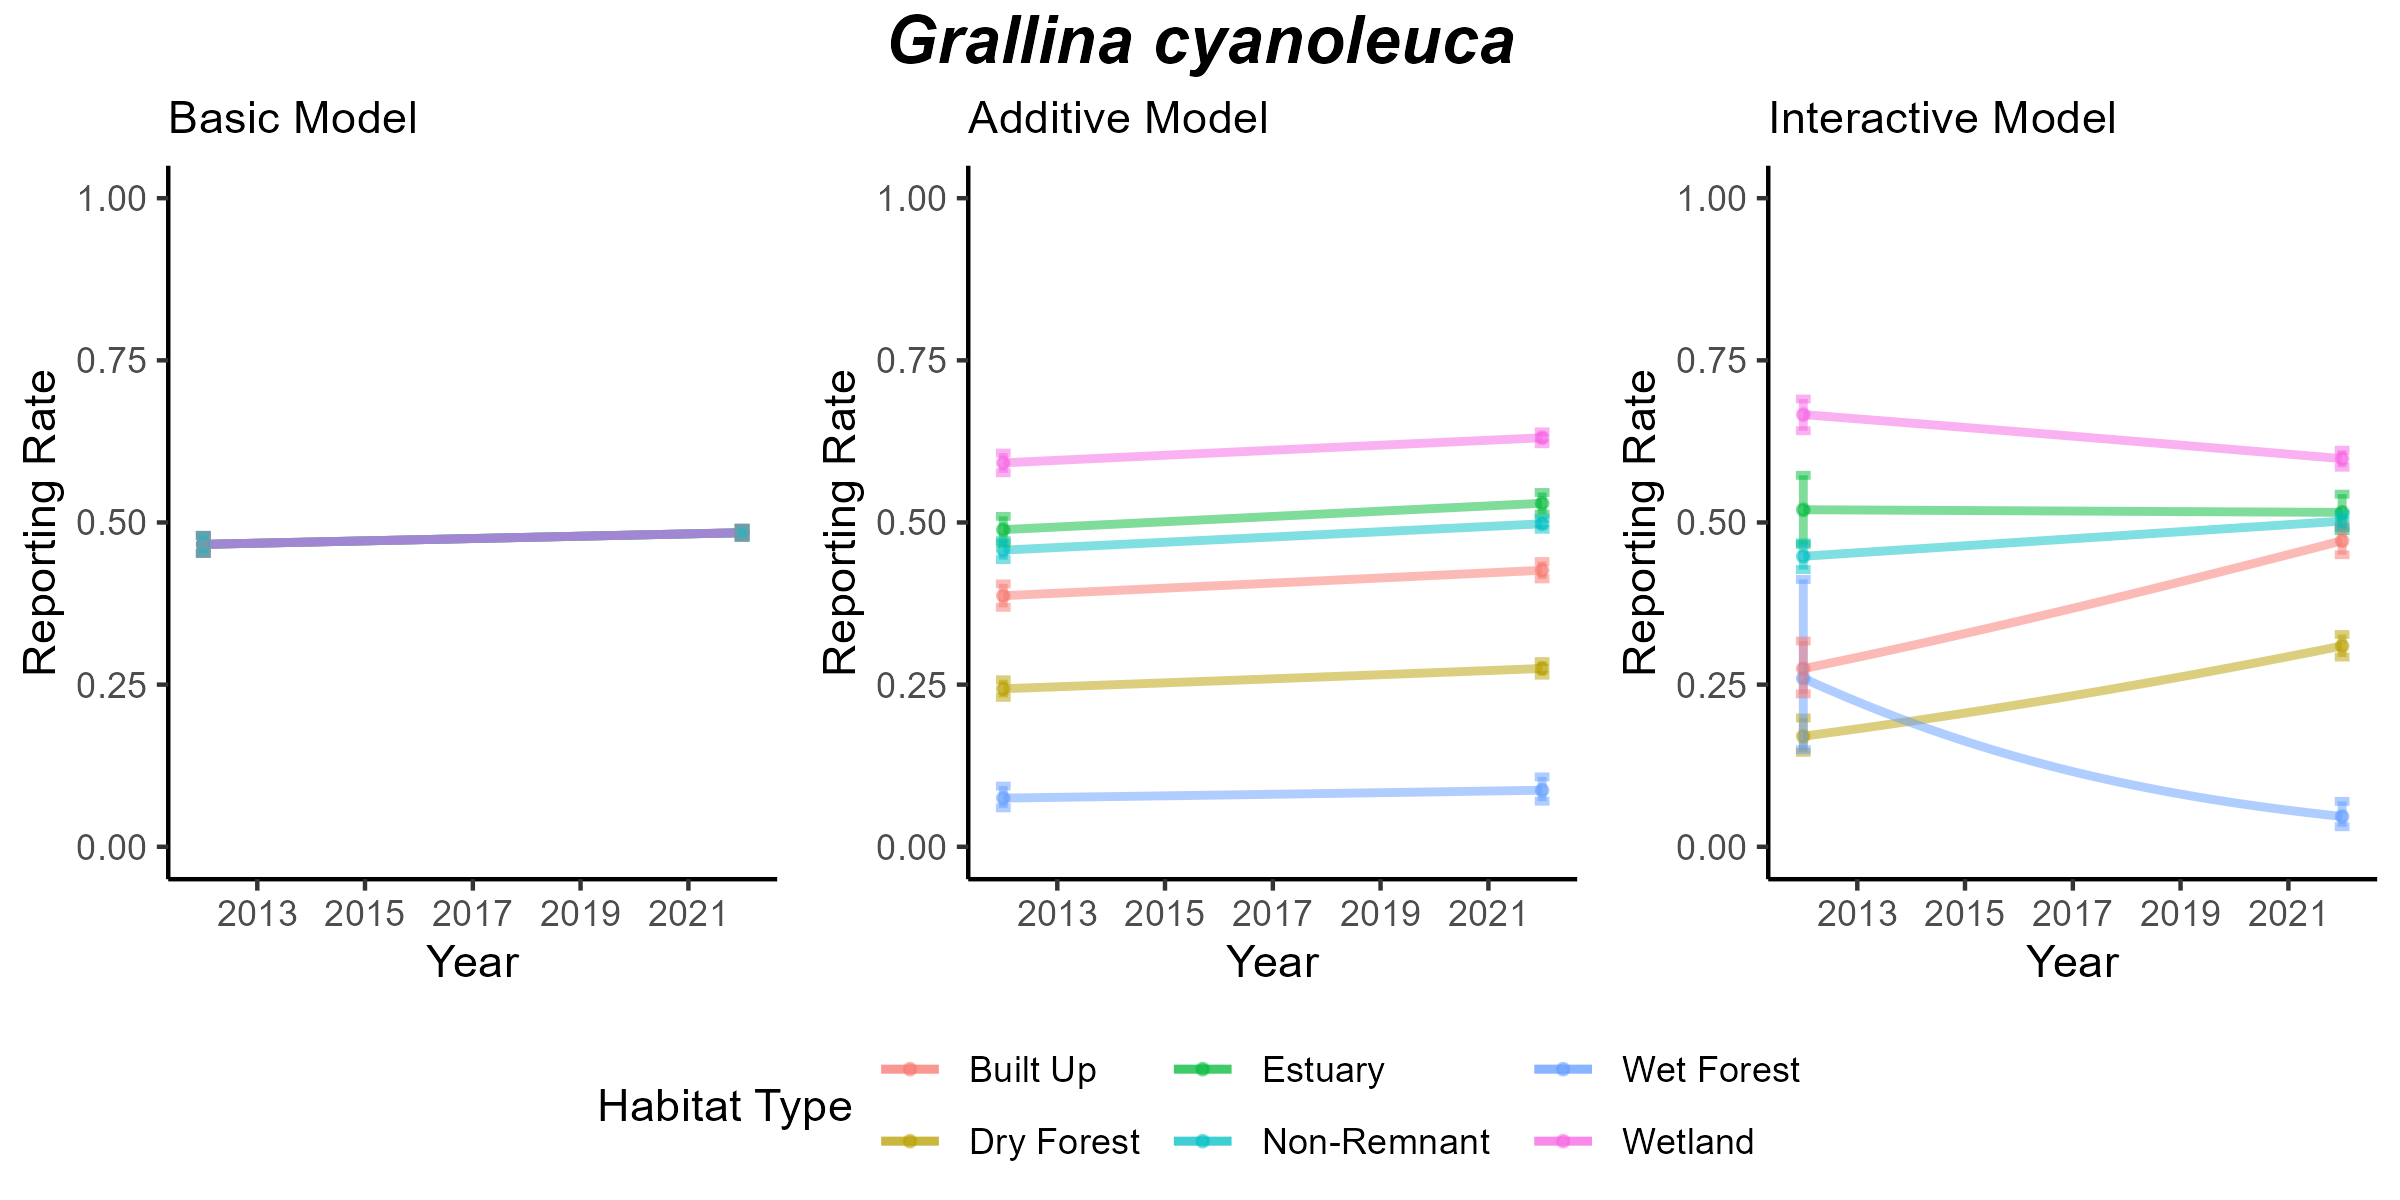 Grallina cyanoleuca
Basic Model
Additive Model
Interactive Model
Reporting Rate
1.00
0.75
0.50
0.25
0.00
2013 2015 2017 2019 2021
Year
Reporting Rate
1.00
0.75
0.50
0.25
0.00
2013 2015 2017 2019 2021
Year
Reporting Rate
1.00
0.75
0.50
0.25
0.00
2013 2015 2017 2019 2021
Year
Habitat Type
Built Up
Estuary
Wet Forest
Dry Forest
Non-Remnant
Wetland